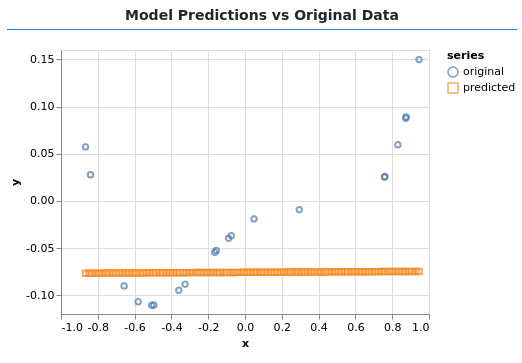 Model Predictions vs Original Data
series
original
predicted
0.15
0.10
0.05
0.00
-0.05
-0.10
y
-1.0 -0.8 -0.6 -0.4 -0.2 0.0 0.2 0.4 0.6 0.8 1.0
x